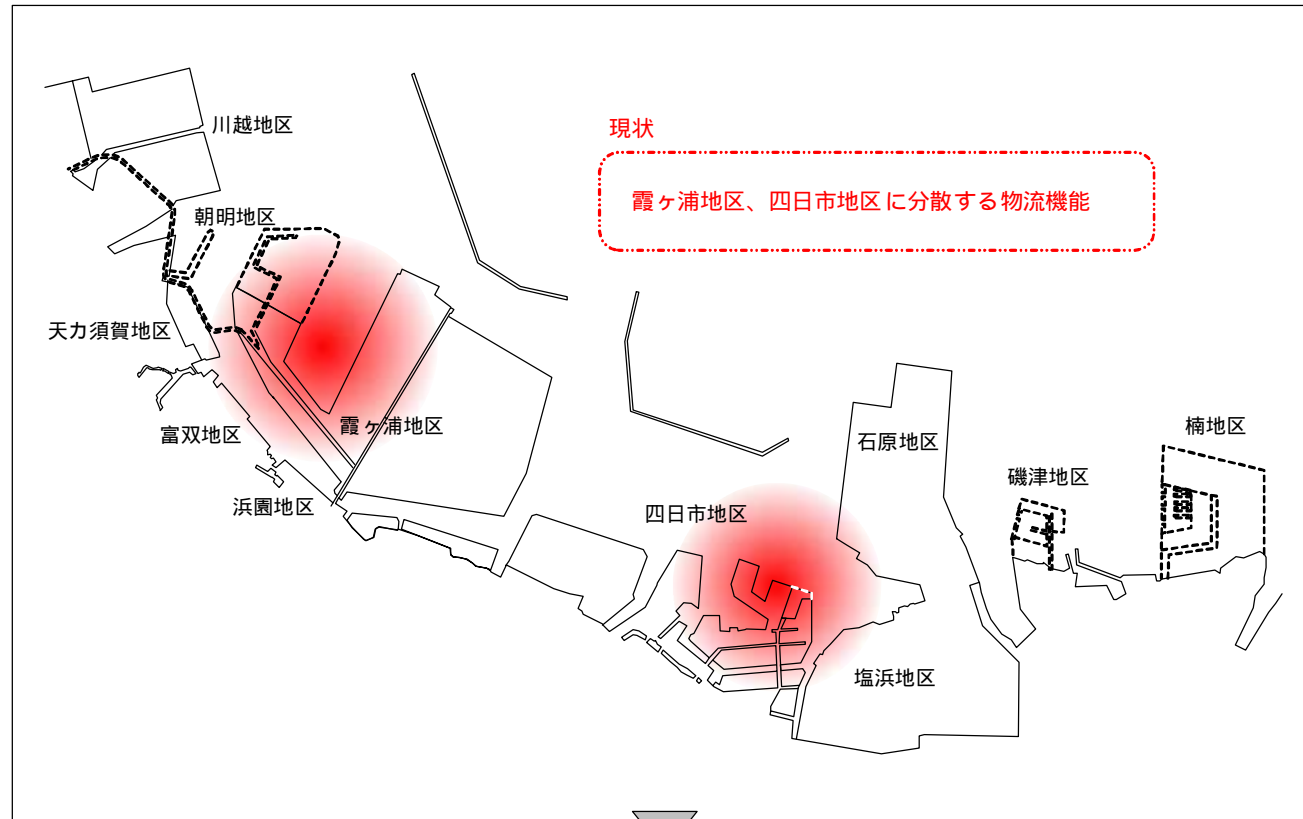 川越地区
現状
霞ヶ浦地区、四日市地区に分散する物流機能
朝明地区
天カ須賀地区
富双地区
霞ヶ浦地区
浜園地区
四日市地区
石原地区
磯津地区
楠地区
塩浜地区